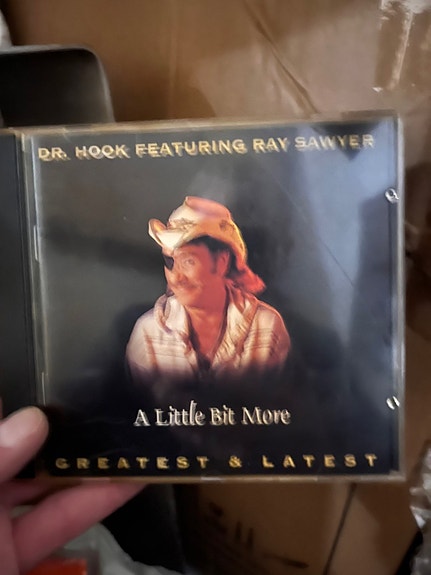 DR. HOOK FEATURING RAY SAWYER
A Little Bit More
GREATEST & LATEST